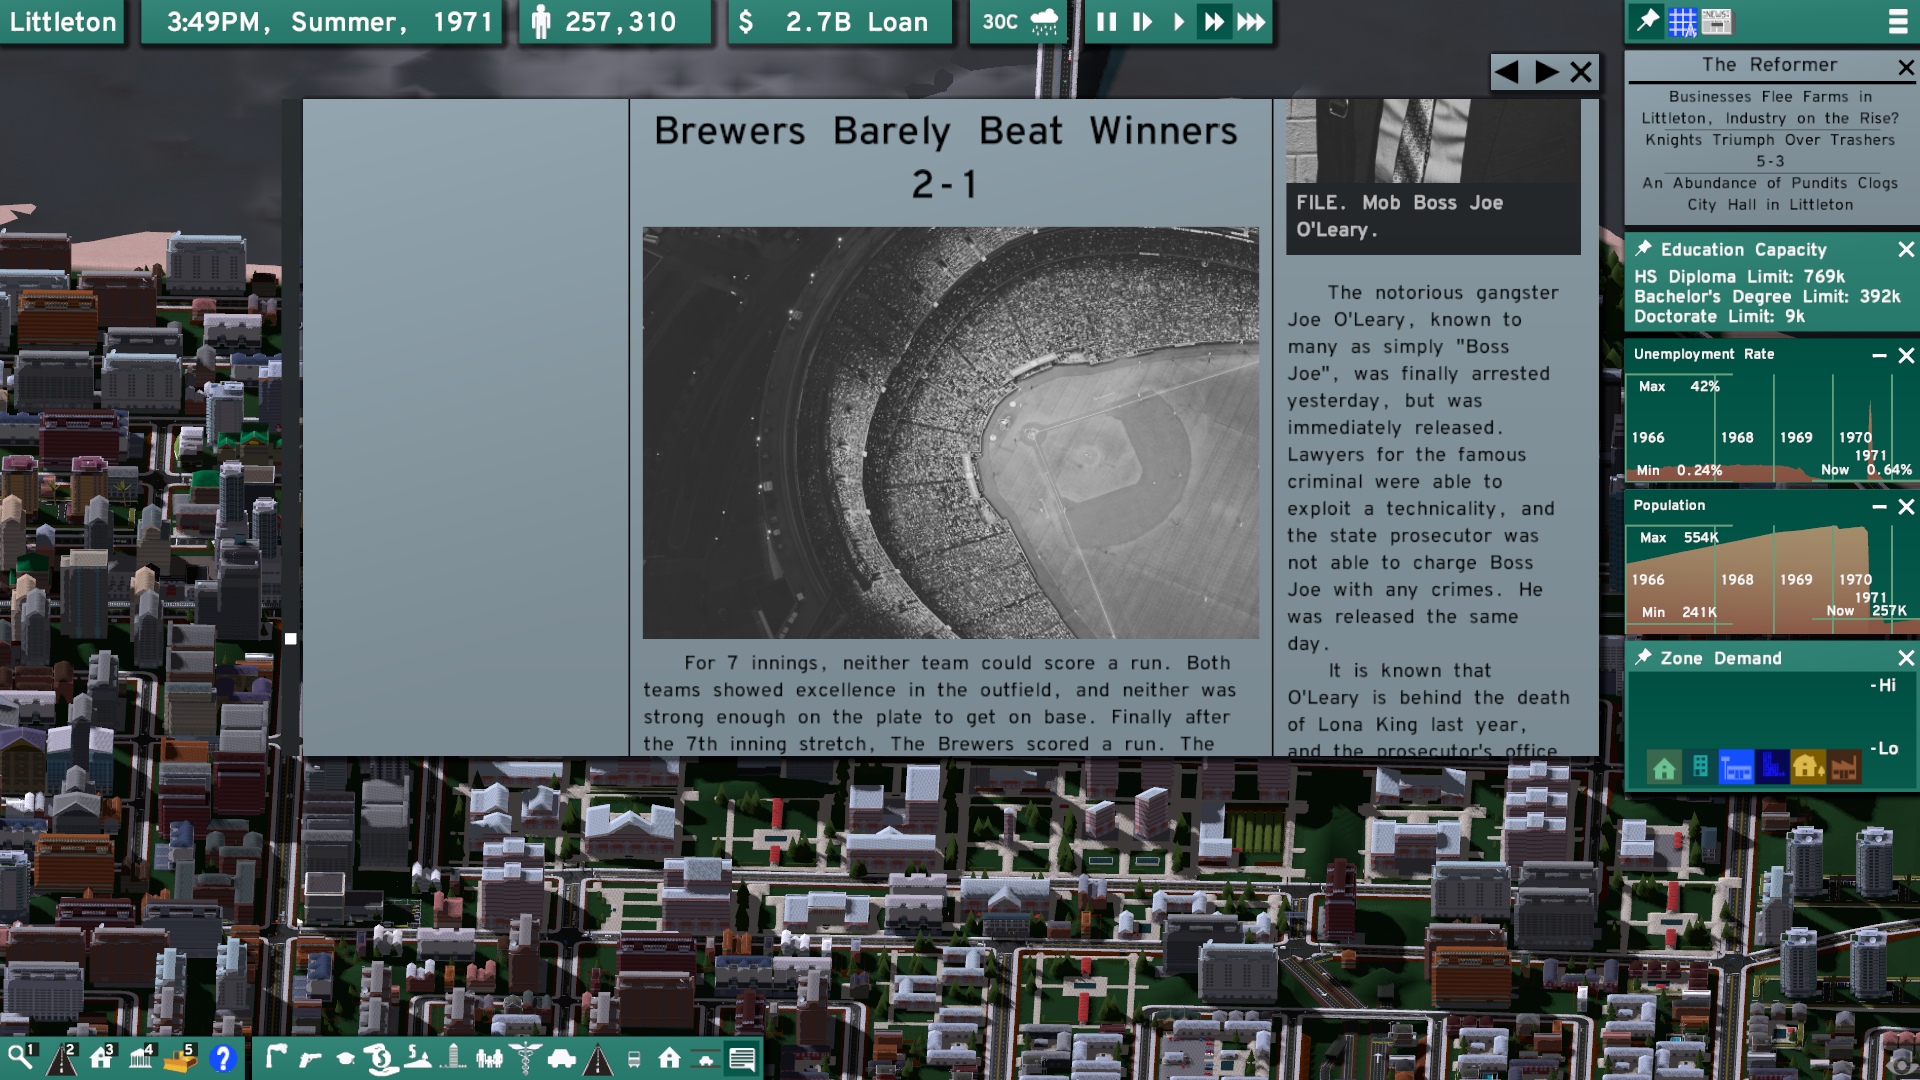 Littleton
3:49PM, Summer, 1971
257,310
$ 2.7B Loan
30C
NEWS
The Reformer
Businesses Flee Farms in
Littleton, Industry on the Rise?
Knights Triumph Over Trashers
5-3
An Abundance of Pundits Clogs
City Hall in Littleton
Education Capacity
HS Diploma Limit: 769k
Bachelor's Degree Limit: 392k
Doctorate Limit: 9k
Unemployment Rate
Max 42%
1966 1968 1969 1970
1971
Min 0.24% Now 0.64%
Population
Max 554K
1966 1968 1969 1970
1971
Min 241K Now 257K
Zone Demand
-Hi
-Lo
Brewers Barely Beat Winners
2-1
For 7 innings, neither team could score a run. Both
teams showed excellence in the outfield, and neither was
strong enough on the plate to get on base. Finally after
the 7th inning stretch, The Brewers scored a run. The
FILE. Mob Boss Joe
O'Leary.
The notorious gangster
Joe O'Leary, known to
many as simply "Boss
Joe", was finally arrested
yesterday, but was
immediately released.
Lawyers for the famous
criminal were able to
exploit a technicality, and
the state prosecutor was
not able to charge Boss
Joe with any crimes. He
was released the same
day.
It is known that
O'Leary is behind the death
of Lona King last year,
and the prosecutor's office
1 2 3 4 5 ?